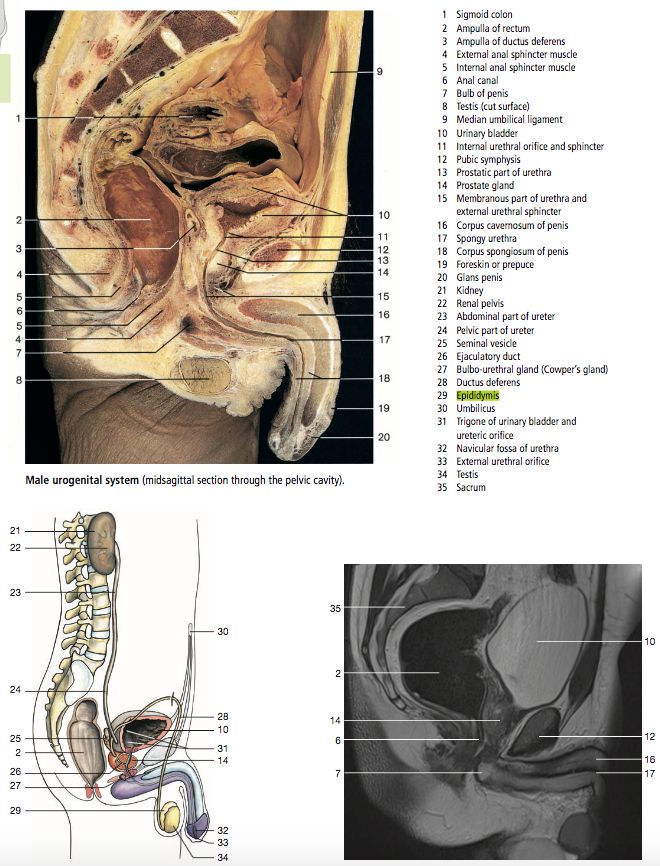 1 Sigmoid colon
2 Ampulla of rectum
3 Ampulla of ductus deferens
4 External anal sphincter muscle
5 Internal anal sphincter muscle
6 Anal canal
7 Bulb of penis
8 Testis (cut surface)
9 Median umbilical ligament
10 Urinary bladder
11 Internal urethral orifice and sphincter
12 Pubic symphysis
13 Prostatic part of urethra
14 Prostate gland
15 Membranous part of urethra and
external urethral sphincter
16 Corpus cavernosum of penis
17 Spongy urethra
18 Corpus spongiosum of penis
19 Foreskin or prepuce
20 Glans penis
21 Kidney
22 Renal pelvis
23 Abdominal part of ureter
24 Pelvic part of ureter
25 Seminal vesicle
26 Ejaculatory duct
27 Bulbo-urethral gland (Cowper's gland)
28 Ductus deferens
29 Epididymis
30 Umbilicus
31 Trigone of urinary bladder and
ureteric orifice
32 Navicular fossa of urethra
33 External urethral orifice
34 Testis
35 Sacrum
1
2
3
4
5
6
5
4
7
8
9
10
11
12
13
14
15
16
17
18
19
20
Male urogenital system (midsagittal section through the pelvic cavity).
21
22
23
24
25
2
26
27
29
30
28
10
31
14
32
33
34
35
2
14
6
7
10
12
16
17